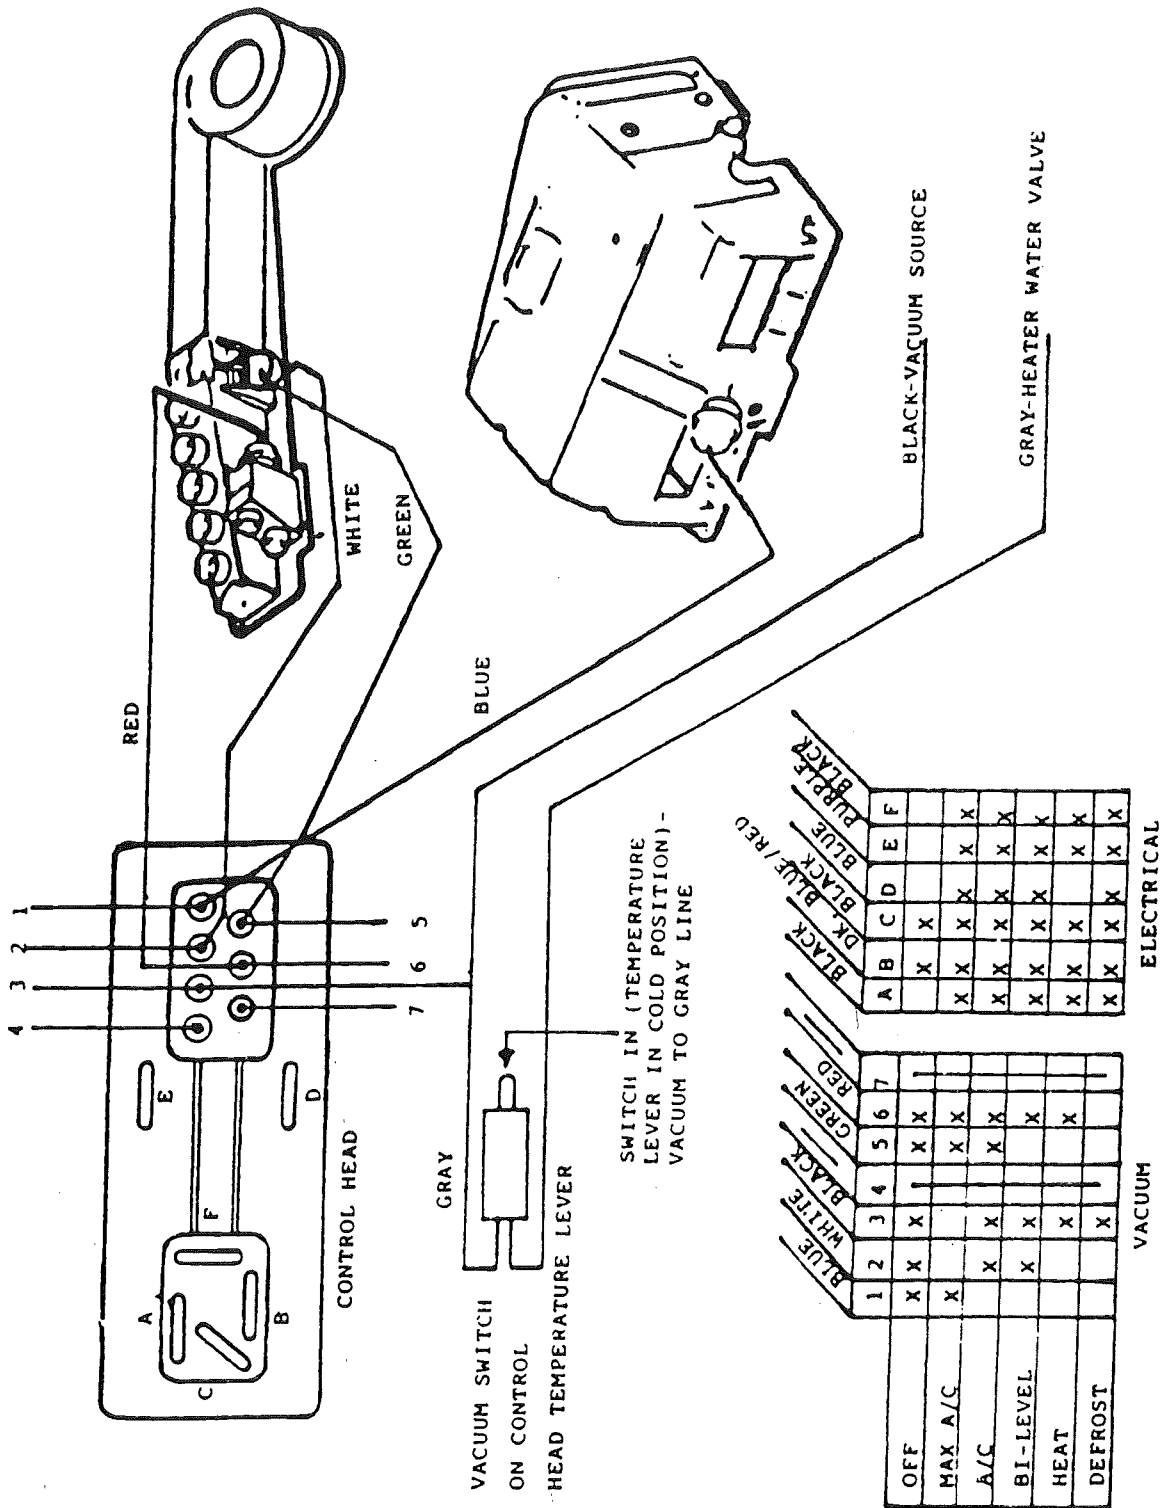 RED
WHITE
GREEN
BLUE
BLACK-VACUUM SOURCE
GRAY-HEATER WATER VALVE
1
2
3
4
5
6
7
A
B
C
D
E
F
CONTROL HEAD
GRAY
VACUUM SWITCH
ON CONTROL
HEAD TEMPERATURE LEVER
SWITCH IN (TEMPERATURE
LEVER IN COLD POSITION)-
VACUUM TO GRAY LINE
BLUE
WHITE
BLACK
GREEN
RED
BLACK
DK. BLUE/RED
BLACK
BLUE
PURPLE
BLACK
1 2 3 4 5 6 7 A B C D E F
OFF X X X X X X X
MAX A/C X X X X X X X X X
A/C X X X X X X X X X X
BI-LEVEL X X X X X X X X X
HEAT X X X X X X X
DEFROST X X X X X X X
VACUUM
ELECTRICAL